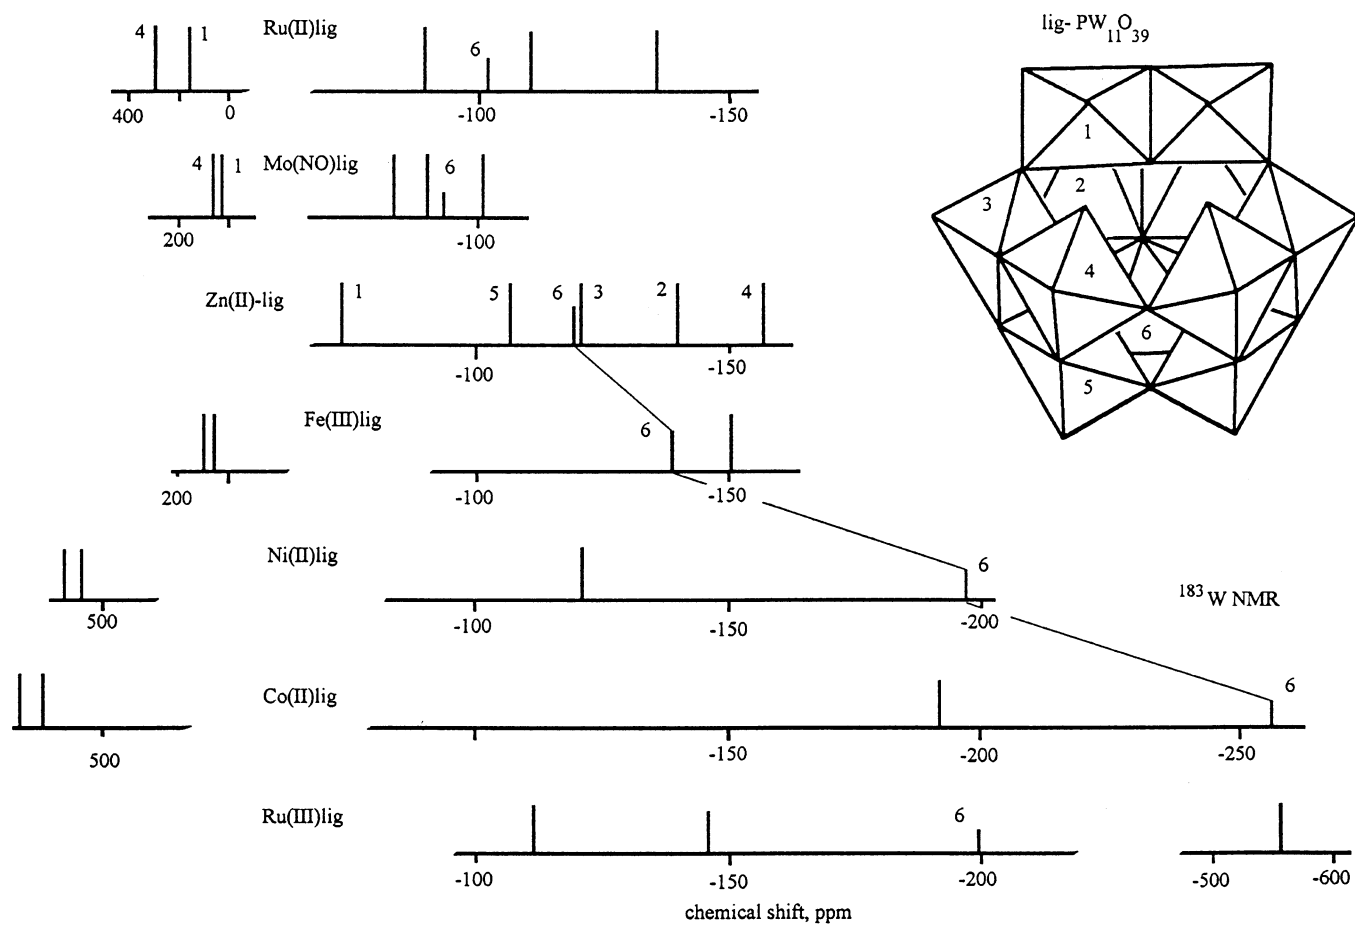 lig- PW11O39
4 1 Ru(II)lig 6
400 0 -100 -150
1
4 1 Mo(NO)lig 6
200 -100
2
3
4
6
5
Zn(II)-lig 1 5 6 3 2 4
-100 -150
Fe(III)lig 6
200 -100 -150
Ni(II)lig 6
500 -100 -150 -200
183 W NMR
Co(II)lig 6
500 -150 -200 -250
Ru(III)lig 6
-100 -150 -200 -500 -600
chemical shift, ppm